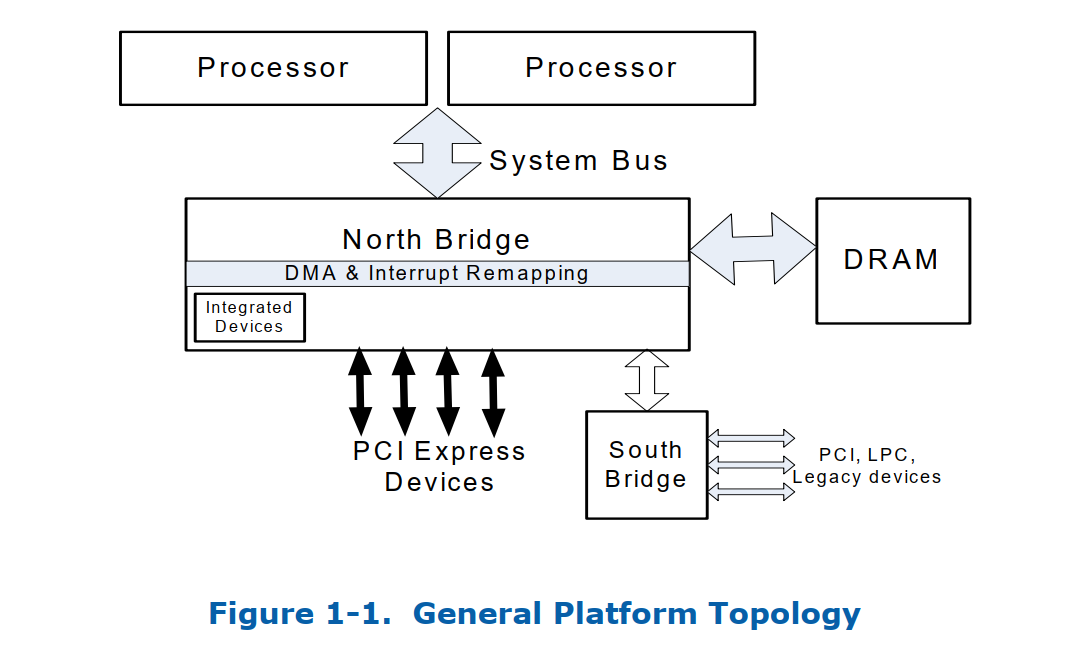 Processor
Processor
System Bus
North Bridge
DMA & Interrupt Remapping
Integrated
Devices
DRAM
PCI Express
Devices
South
Bridge
PCI, LPC,
Legacy devices
Figure 1-1. General Platform Topology